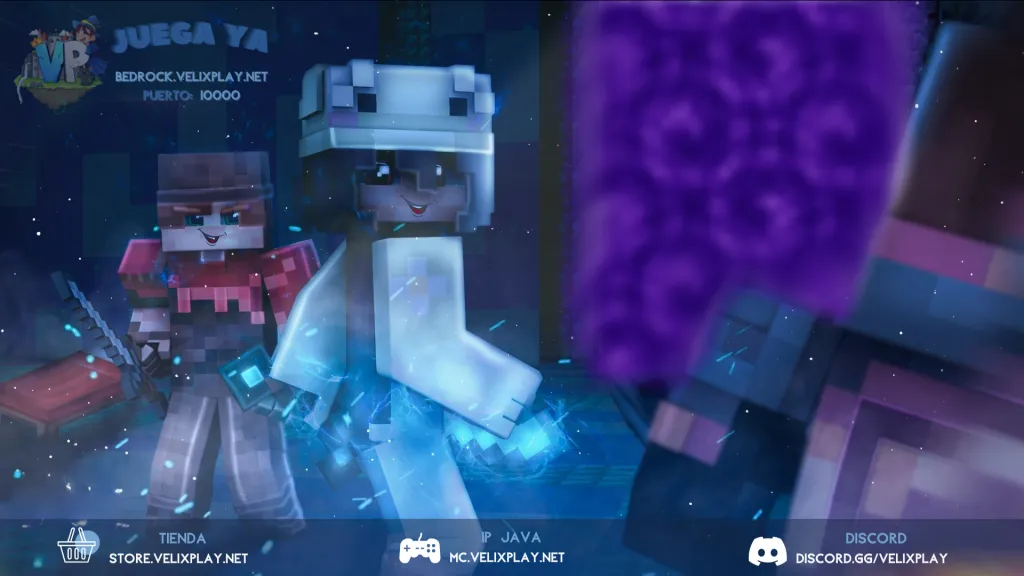 VP
JUEGA YA
BEDROCK.VELIXPLAY.NET
PUERTO: 10000
TIENDA
STORE.VELIXPLAY.NET
IP JAVA
MC.VELIXPLAY.NET
DISCORD
DISCORD.GG/VELIXPLAY